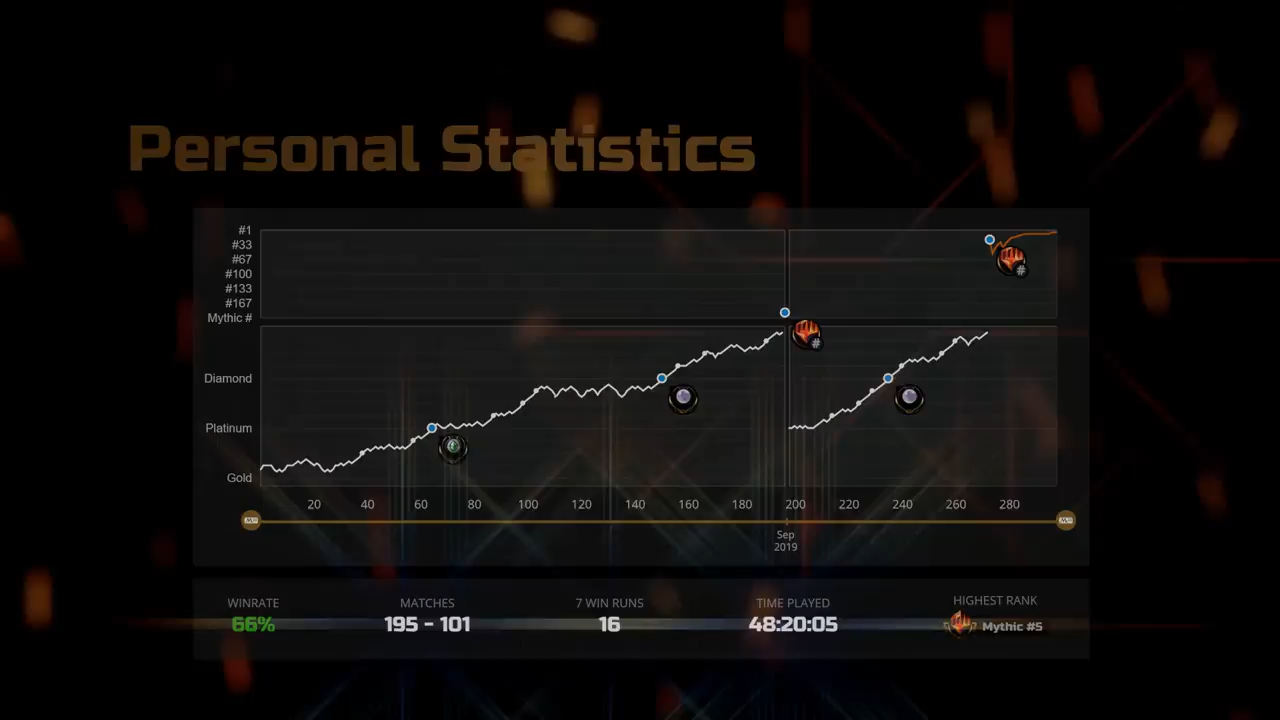 Personal Statistics
#1
#33
#67
#100
#133
#167
Mythic #
Diamond
Platinum
Gold
#
#
20 40 60 80 100 120 140 160 180 200 220 240 260 280
Sep
2019
WINRATE MATCHES 7 WIN RUNS TIME PLAYED HIGHEST RANK
66% 195 - 101 16 48:20:05 Mythic #5